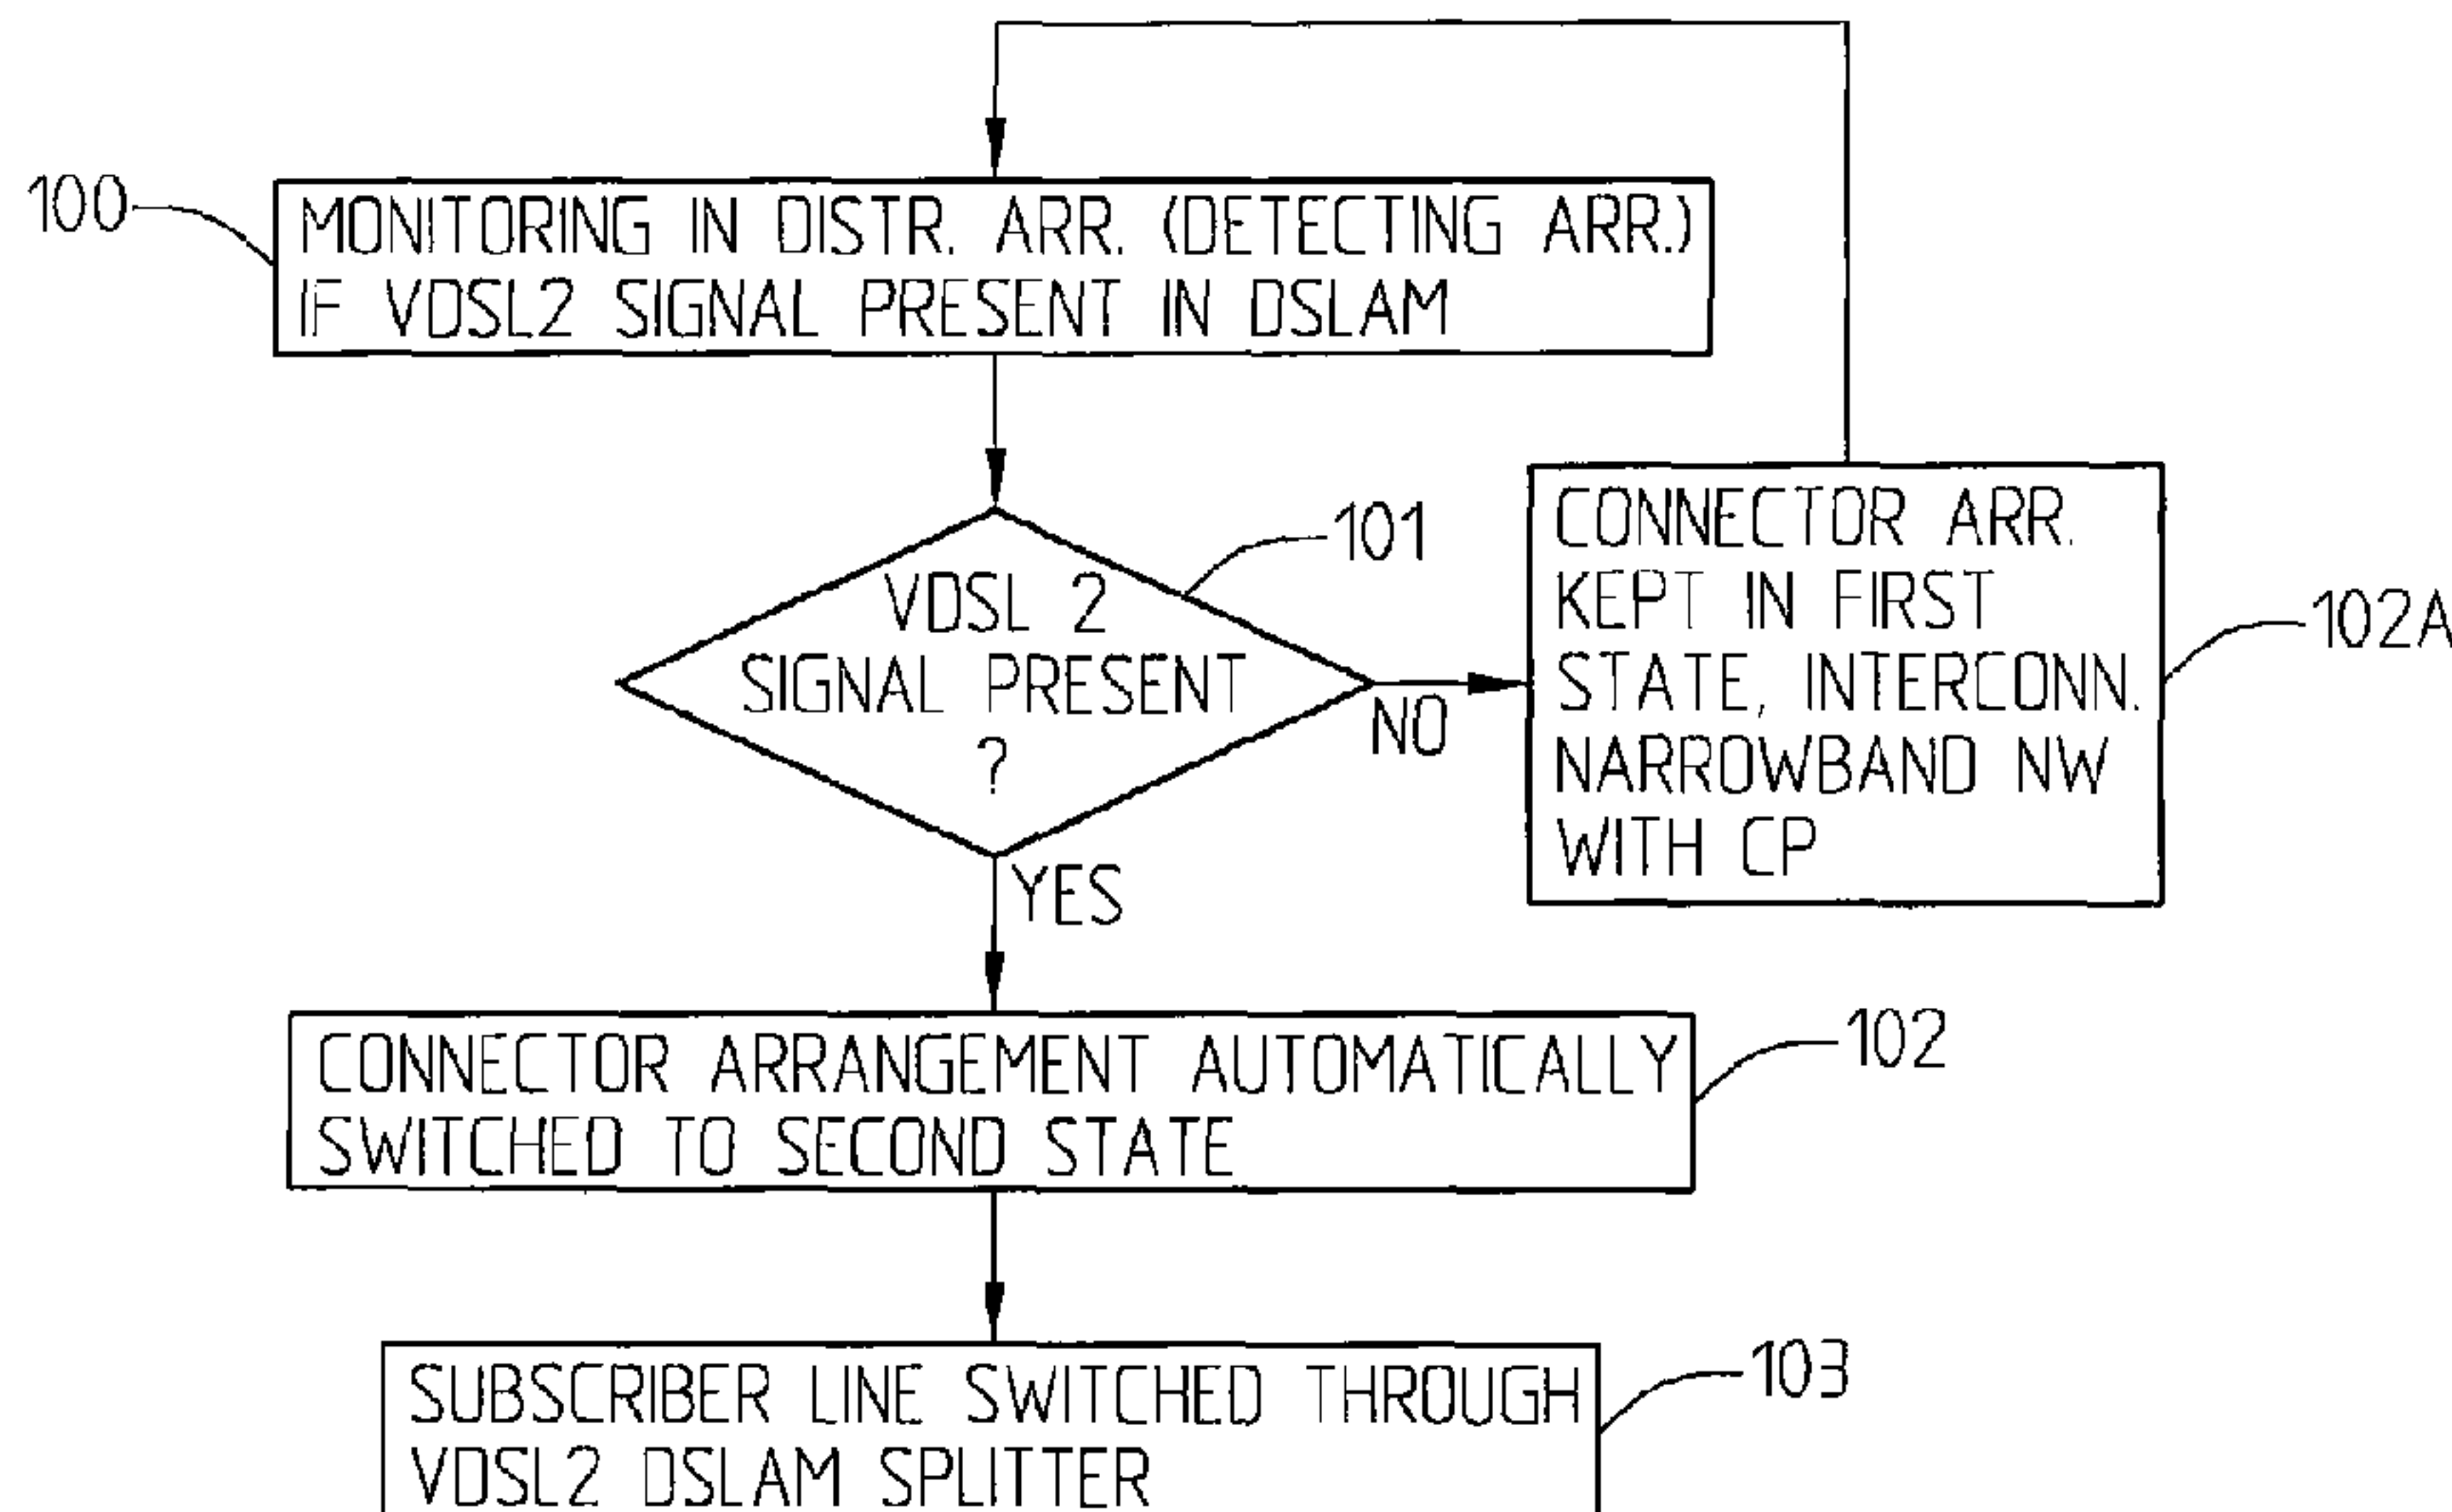 100
MONITORING IN DISTR. ARR. (DETECTING ARR.)
IF VDSL2 SIGNAL PRESENT IN DSLAM
101
VDSL 2
SIGNAL PRESENT
?
NO
YES
CONNECTOR ARR.
KEPT IN FIRST
STATE, INTERCONN.
NARROWBAND NW
WITH CP
102A
CONNECTOR ARRANGEMENT AUTOMATICALLY
SWITCHED TO SECOND STATE
102
SUBSCRIBER LINE SWITCHED THROUGH
VDSL2 DSLAM SPLITTER
103